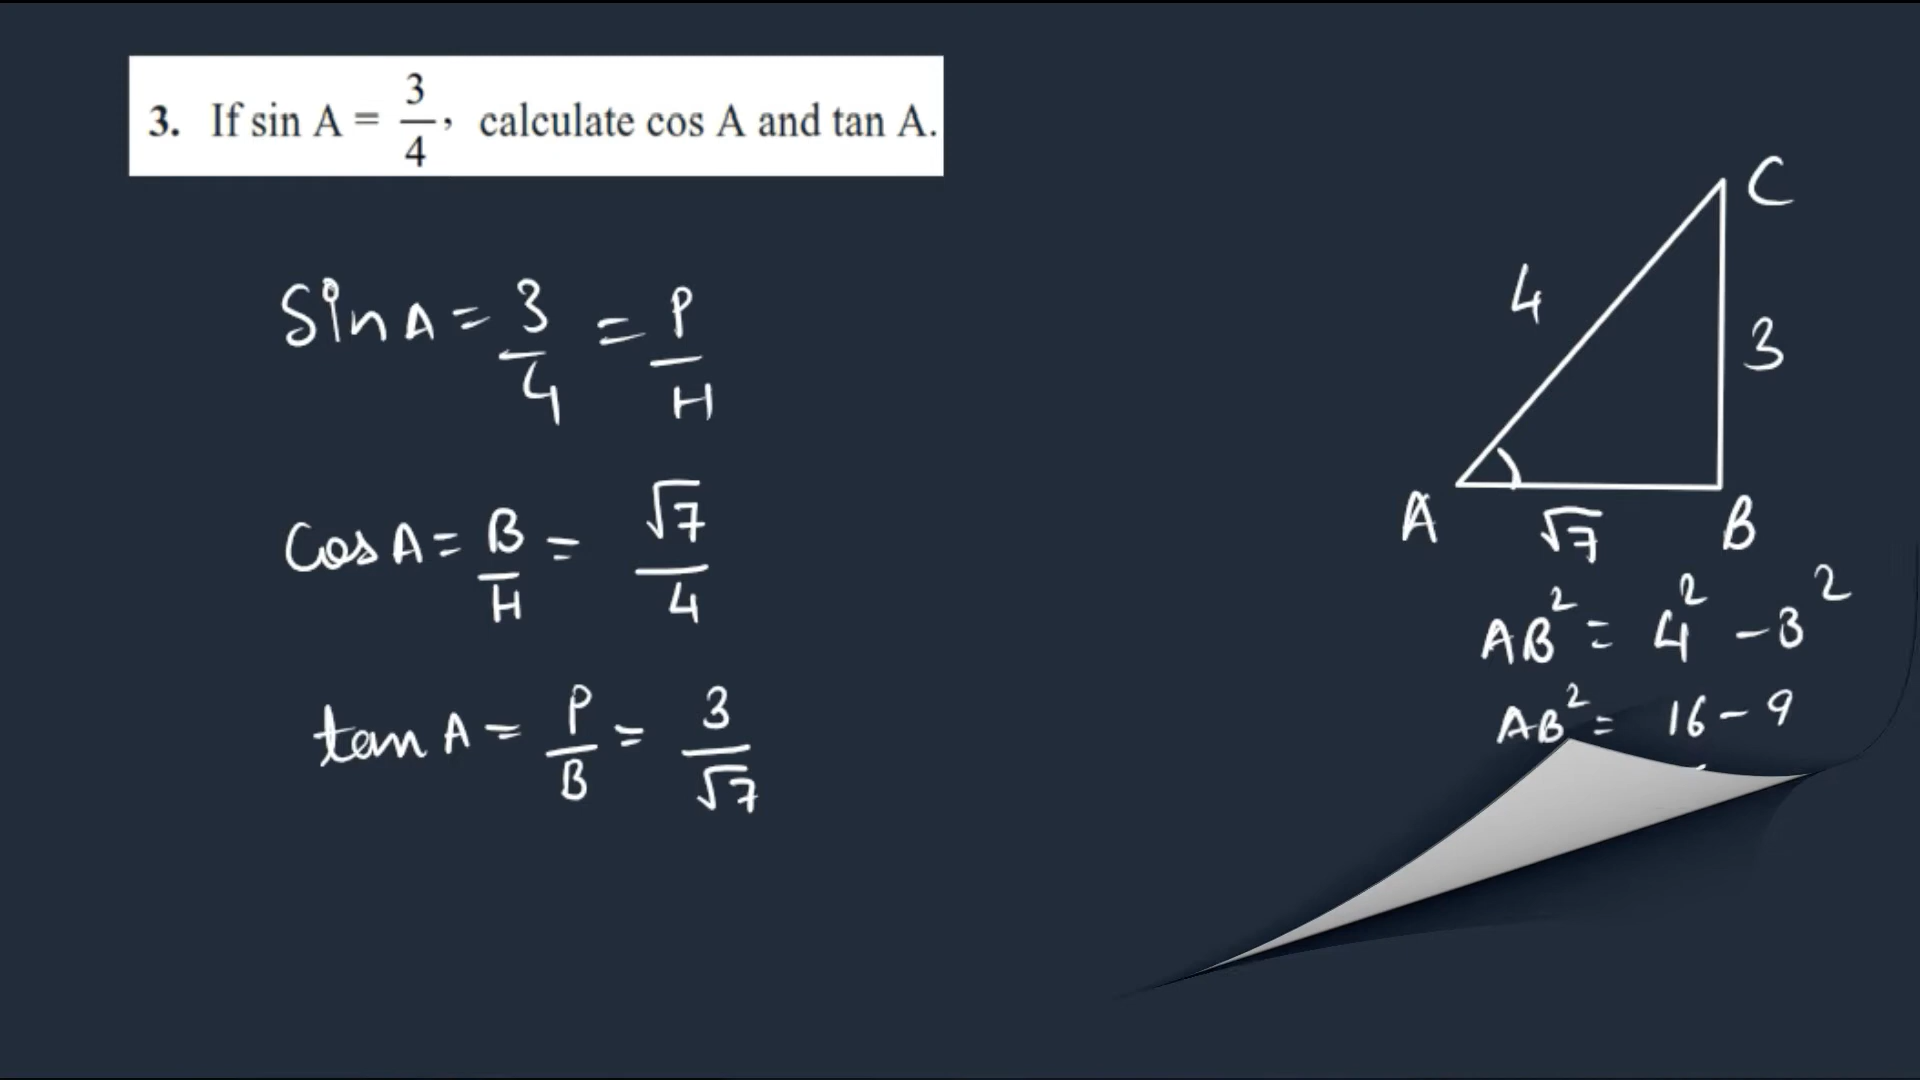 3. If sin A = 3/4, calculate cos A and tan A.
Sin A = 3/4 = P/H
Cos A = B/H = √7/4
tan A = P/B = 3/√7
C
4
3
A
√7
B
AB² = 4² - 3²
AB² = 16 - 9